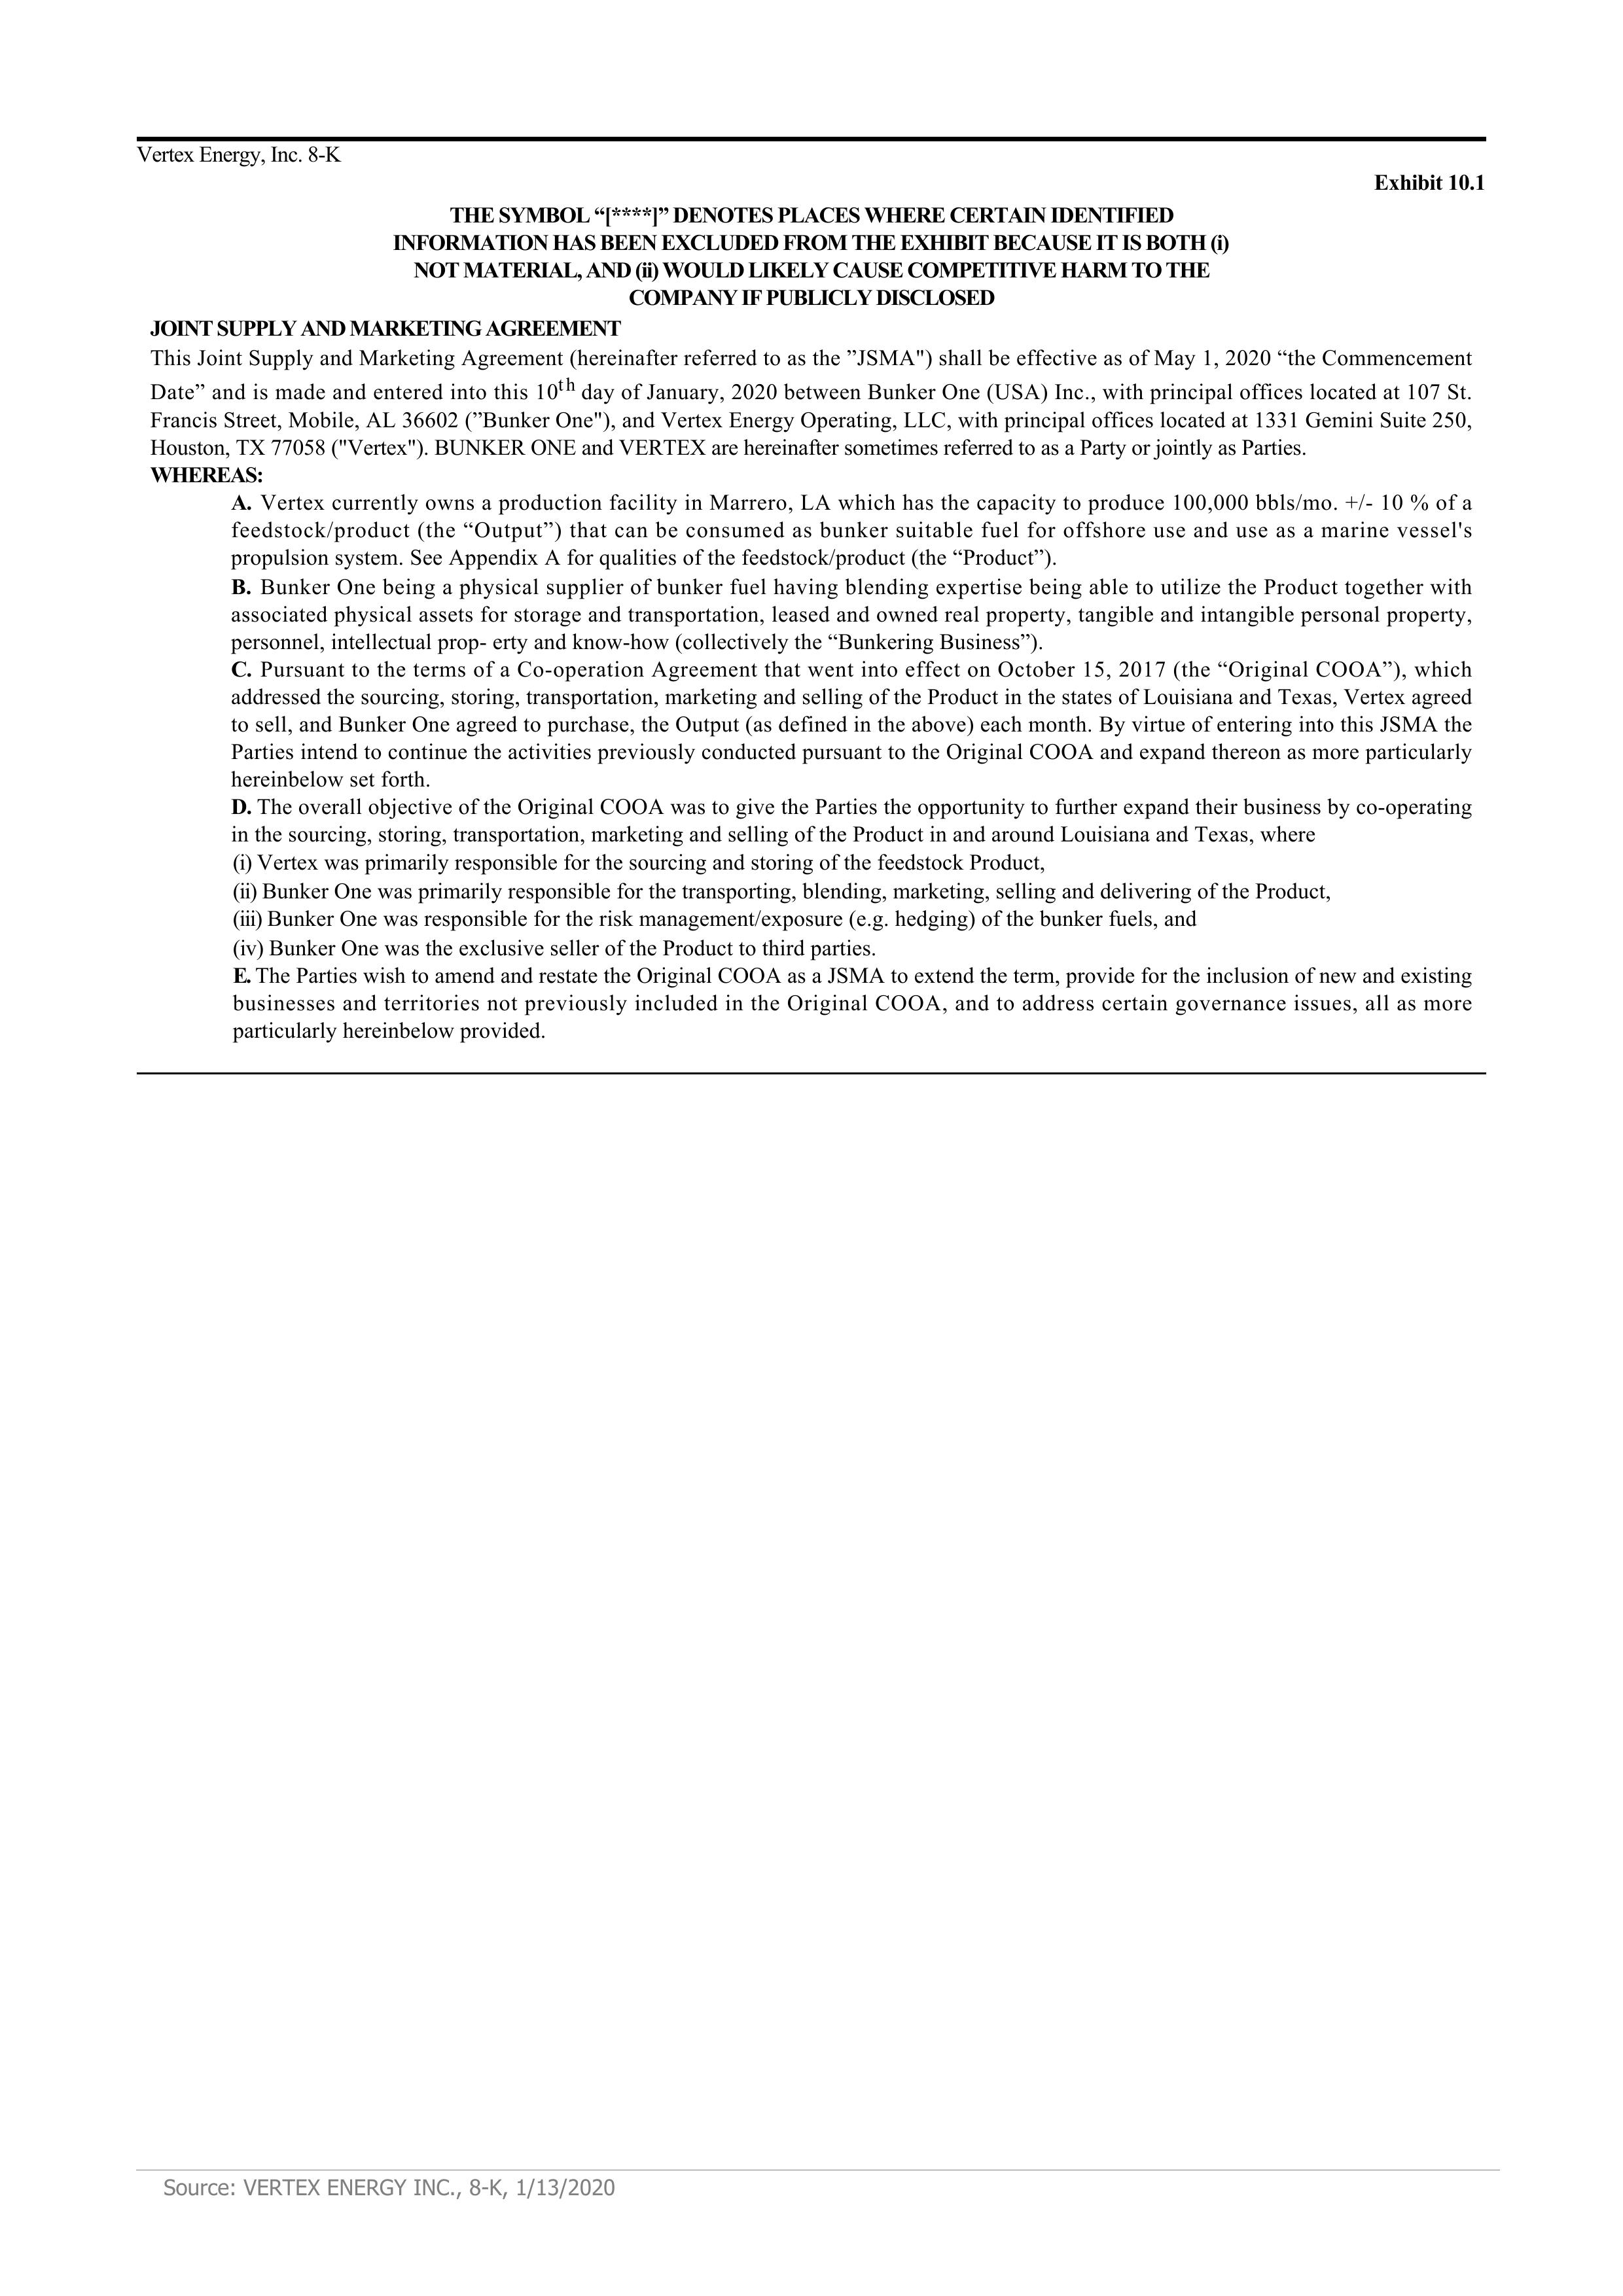 Vertex Energy, Inc. 8-K
Exhibit 10.1
THE SYMBOL “[****]” DENOTES PLACES WHERE CERTAIN IDENTIFIED
INFORMATION HAS BEEN EXCLUDED FROM THE EXHIBIT BECAUSE IT IS BOTH (i)
NOT MATERIAL, AND (ii) WOULD LIKELY CAUSE COMPETITIVE HARM TO THE
COMPANY IF PUBLICLY DISCLOSED
JOINT SUPPLY AND MARKETING AGREEMENT
This Joint Supply and Marketing Agreement (hereinafter referred to as the ”JSMA") shall be effective as of May 1, 2020 “the Commencement
Date” and is made and entered into this 10th day of January, 2020 between Bunker One (USA) Inc., with principal offices located at 107 St.
Francis Street, Mobile, AL 36602 (”Bunker One"), and Vertex Energy Operating, LLC, with principal offices located at 1331 Gemini Suite 250,
Houston, TX 77058 ("Vertex"). BUNKER ONE and VERTEX are hereinafter sometimes referred to as a Party or jointly as Parties.
WHEREAS:
A. Vertex currently owns a production facility in Marrero, LA which has the capacity to produce 100,000 bbls/mo. +/- 10 % of a
feedstock/product (the “Output”) that can be consumed as bunker suitable fuel for offshore use and use as a marine vessel's
propulsion system. See Appendix A for qualities of the feedstock/product (the “Product”).
B. Bunker One being a physical supplier of bunker fuel having blending expertise being able to utilize the Product together with
associated physical assets for storage and transportation, leased and owned real property, tangible and intangible personal property,
personnel, intellectual prop- erty and know-how (collectively the “Bunkering Business”).
C. Pursuant to the terms of a Co-operation Agreement that went into effect on October 15, 2017 (the “Original COOA”), which
addressed the sourcing, storing, transportation, marketing and selling of the Product in the states of Louisiana and Texas, Vertex agreed
to sell, and Bunker One agreed to purchase, the Output (as defined in the above) each month. By virtue of entering into this JSMA the
Parties intend to continue the activities previously conducted pursuant to the Original COOA and expand thereon as more particularly
hereinbelow set forth.
D. The overall objective of the Original COOA was to give the Parties the opportunity to further expand their business by co-operating
in the sourcing, storing, transportation, marketing and selling of the Product in and around Louisiana and Texas, where
(i) Vertex was primarily responsible for the sourcing and storing of the feedstock Product,
(ii) Bunker One was primarily responsible for the transporting, blending, marketing, selling and delivering of the Product,
(iii) Bunker One was responsible for the risk management/exposure (e.g. hedging) of the bunker fuels, and
(iv) Bunker One was the exclusive seller of the Product to third parties.
E. The Parties wish to amend and restate the Original COOA as a JSMA to extend the term, provide for the inclusion of new and existing
businesses and territories not previously included in the Original COOA, and to address certain governance issues, all as more
particularly hereinbelow provided.
Source: VERTEX ENERGY INC., 8-K, 1/13/2020